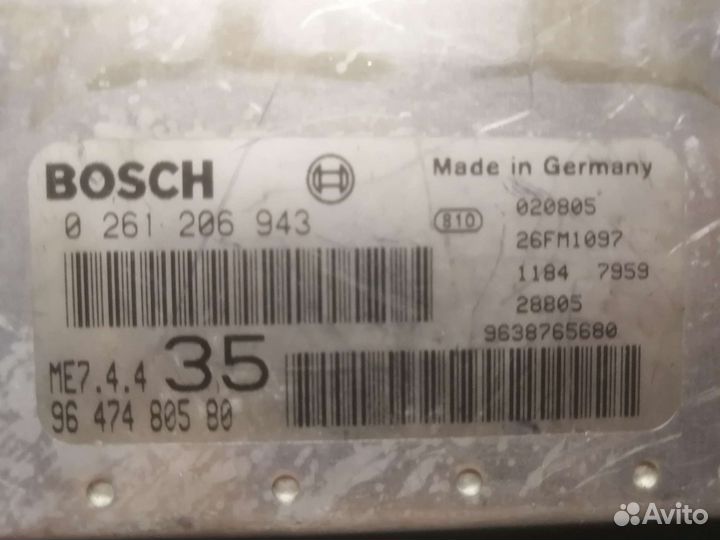 BOSCH
Made in Germany
0 261 206 943
810
020805
26FM1097
1184 7959
28805
9638765680
ME7.4.4 35
96 474 805 80
Avito